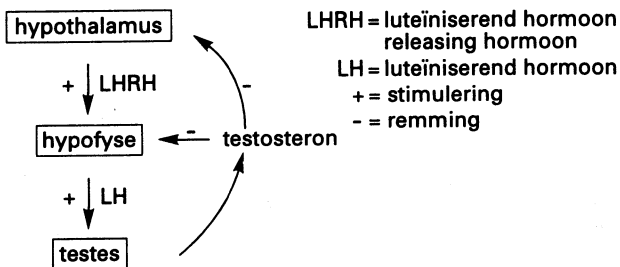 hypothalamus
+ LHRH
-
hypofyse
-
testosteron
+ LH
testes
LHRH = luteïniserend hormoon
releasing hormoon
LH = luteïniserend hormoon
+ = stimulering
- = remming